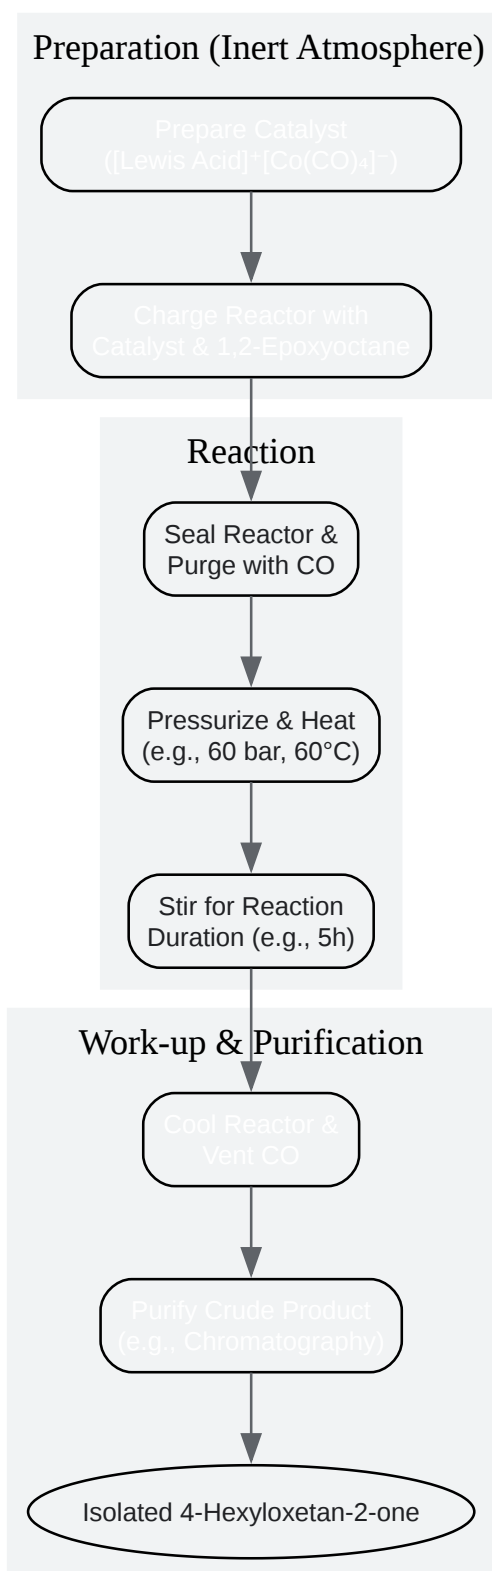 Preparation (Inert Atmosphere)
Prepare Catalyst
([Lewis Acid]⁺[Co(CO)₄]⁻)
Charge Reactor with
Catalyst & 1,2-Epoxyoctane
Reaction
Seal Reactor &
Purge with CO
Pressurize & Heat
(e.g., 60 bar, 60°C)
Stir for Reaction
Duration (e.g., 5h)
Work-up & Purification
Cool Reactor &
Vent CO
Purify Crude Product
(e.g., Chromatography)
Isolated 4-Hexyloxetan-2-one